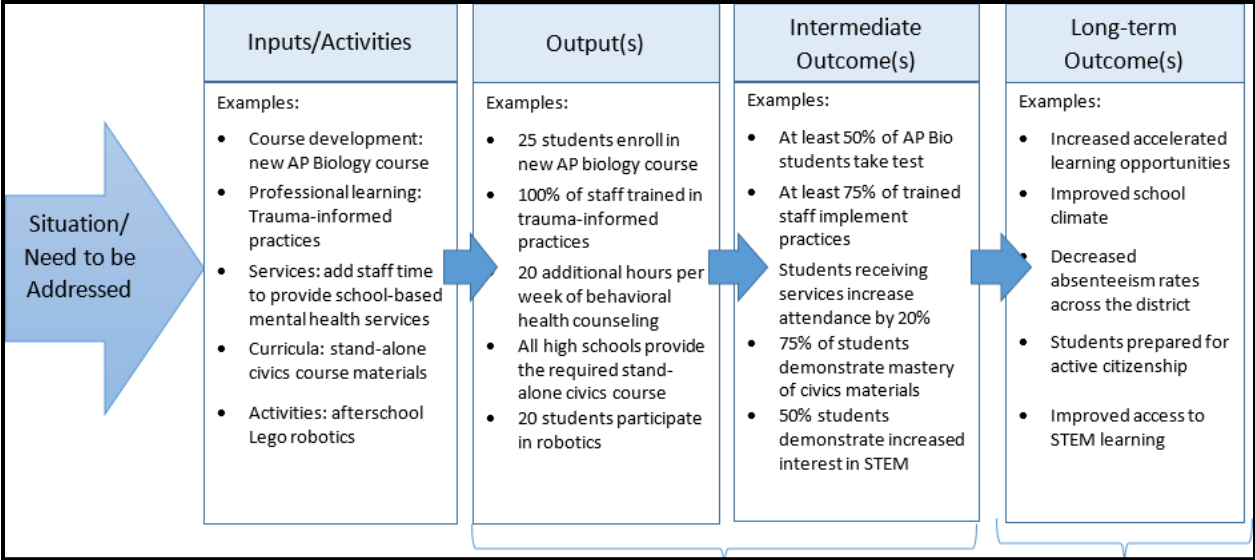 Situation/
Need to be
Addressed
Inputs/Activities
Examples:
• Course development:
new AP Biology course
• Professional learning:
Trauma-informed
practices
• Services: add staff time
to provide school-based
mental health services
• Curricula: stand-alone
civics course materials
• Activities: afterschool
Lego robotics
Output(s)
Examples:
• 25 students enroll in
new AP biology course
• 100% of staff trained in
trauma-informed
practices
• 20 additional hours per
week of behavioral
health counseling
• All high schools provide
the required stand-
alone civics course
• 20 students participate
in robotics
Intermediate
Outcome(s)
Examples:
• At least 50% of AP Bio
students take test
• At least 75% of trained
staff implement
practices
Students receiving
services increase
attendance by 20%
• 75% of students
demonstrate mastery
of civics materials
• 50% students
demonstrate increased
interest in STEM
Long-term
Outcome(s)
Examples:
• Increased accelerated
learning opportunities
• Improved school
climate
• Decreased
absenteeism rates
across the district
• Students prepared for
active citizenship
• Improved access to
STEM learning